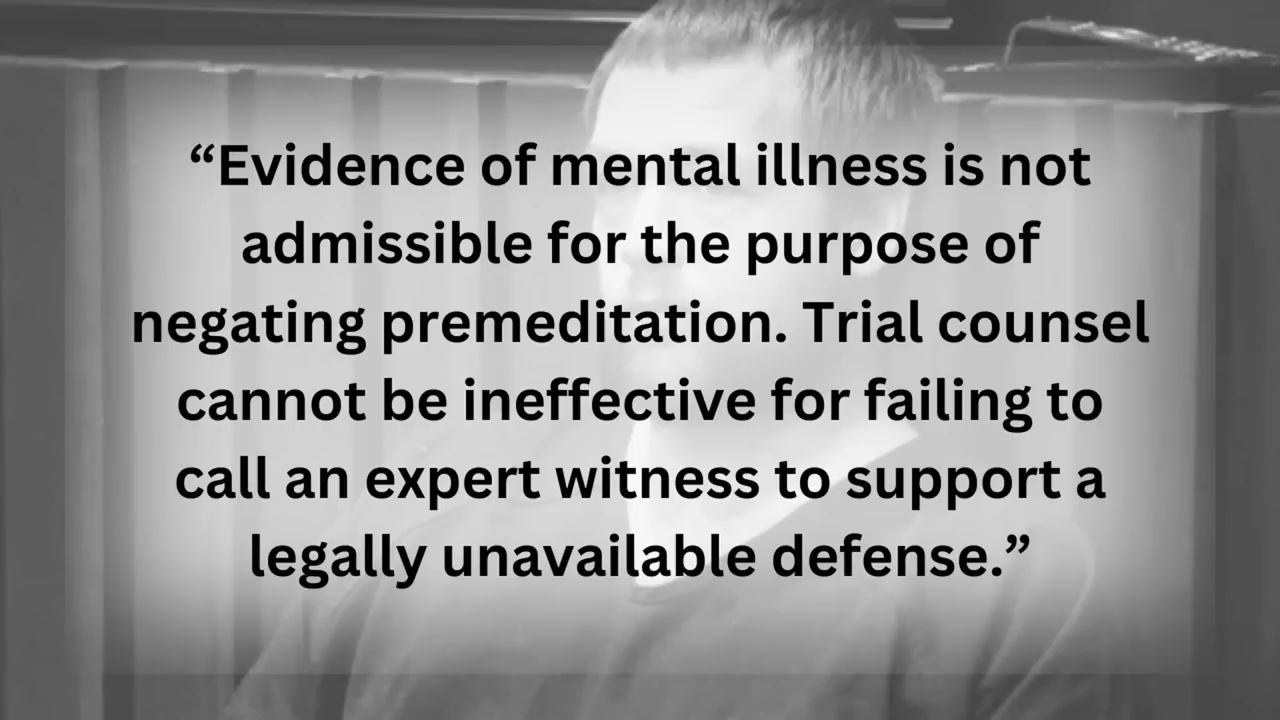 “Evidence of mental illness is not
admissible for the purpose of
negating premeditation. Trial counsel
cannot be ineffective for failing to
call an expert witness to support a
legally unavailable defense.”